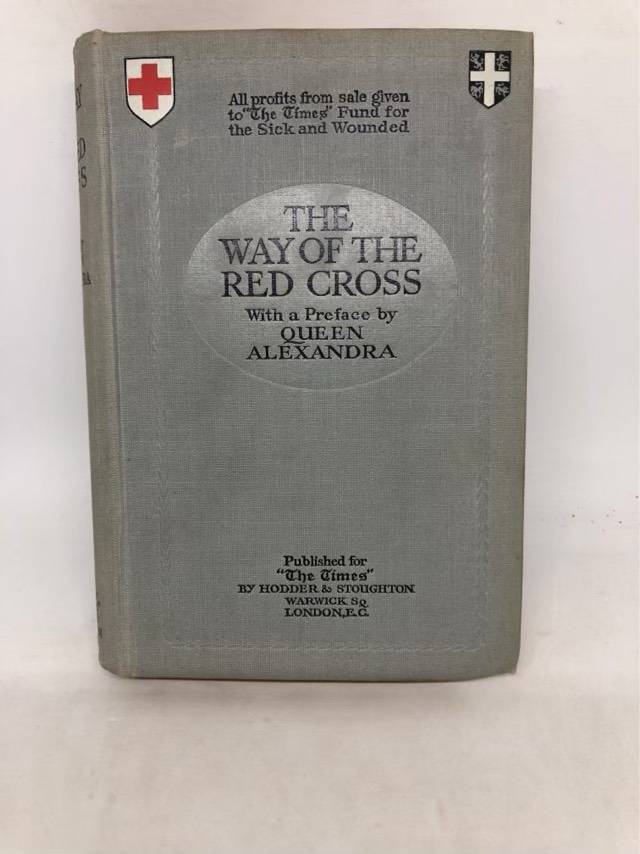 All profits from sale given
to "The Times" Fund for
the Sick and Wounded
THE
WAY OF THE
RED CROSS
With a Preface by
QUEEN
ALEXANDRA
Published for
"The Times"
BY HODDER & STOUGHTON
WARWICK SQ
LONDON, E.C.